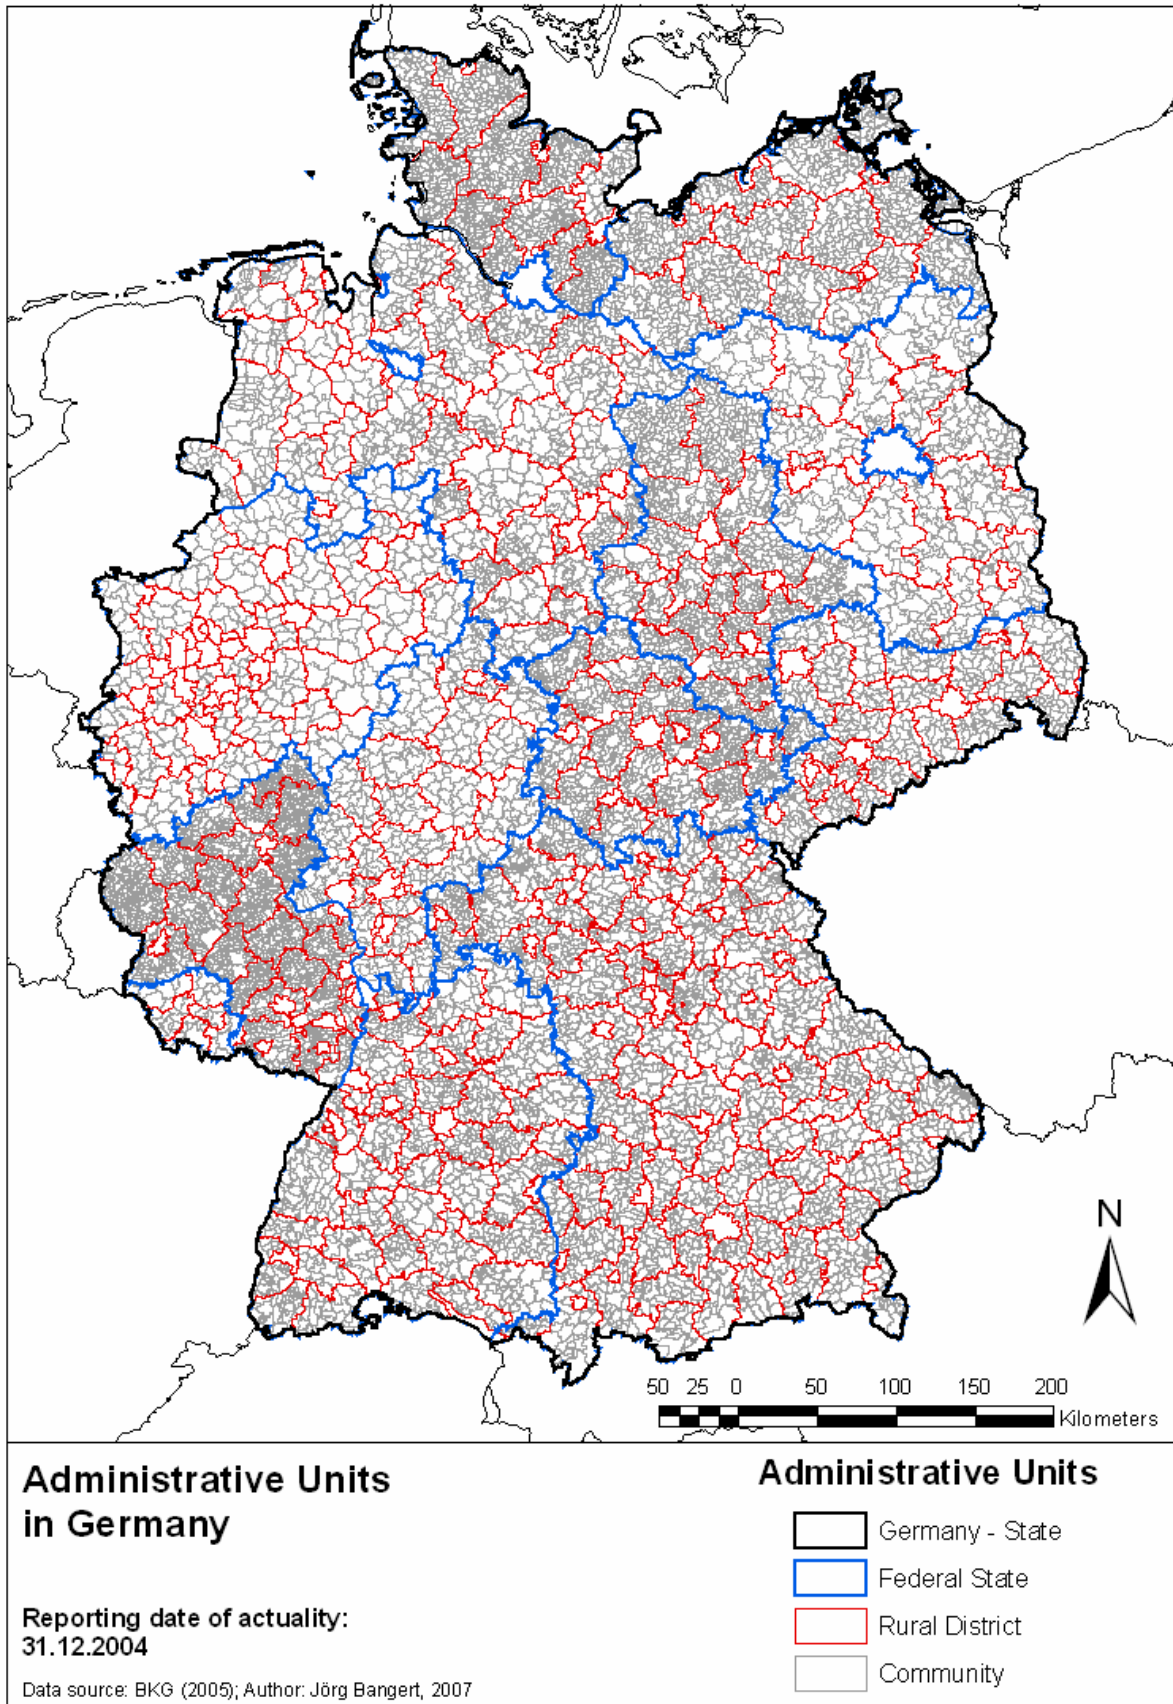 N
50 25 0 50 100 150 200
Kilometers
Administrative Units
in Germany
Reporting date of actuality:
31.12.2004
Data source: BKG (2005); Author: Jörg Bangert, 2007
Administrative Units
Germany - State
Federal State
Rural District
Community